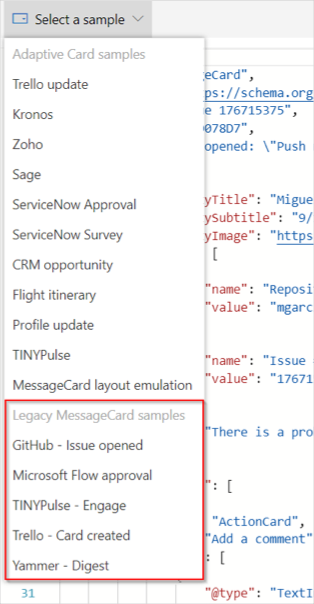 Select a sample
Adaptive Card samples
Trello update
Kronos
Zoho
Sage
ServiceNow Approval
ServiceNow Survey
CRM opportunity
Flight itinerary
Profile update
TINYPulse
MessageCard layout emulation
Legacy MessageCard samples
GitHub - Issue opened
Microsoft Flow approval
TINYPulse - Engage
Trello - Card created
Yammer - Digest
geCard",
ps://schema.org
e 176715375",
078D7",
opened: \"Push
yTitle": "Migue
ySubtitle": "9/
yImage": "https
[
"name": "Reposi
"value": "mgarc
"name": "Issue
"value": "17671
"There is a pro
": [
"ActionCard",
"Add a comment"
: [
31 "@type": "TextI